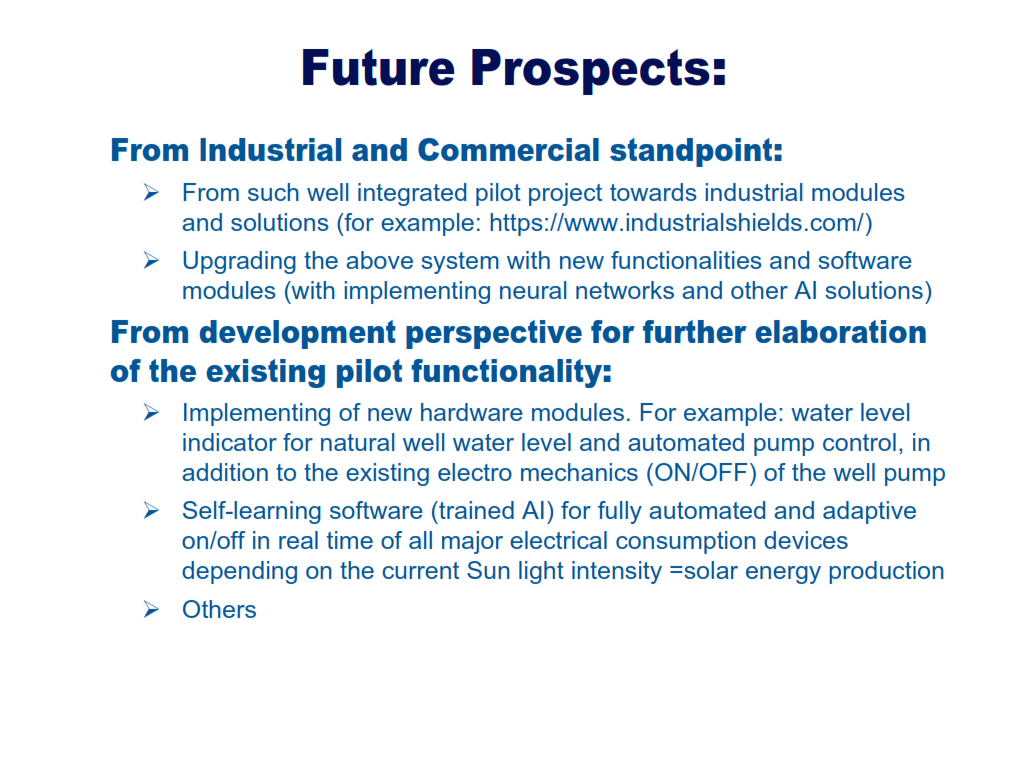 Future Prospects:
From Industrial and Commercial standpoint:
➢ From such well integrated pilot project towards industrial modules
and solutions (for example: https://www.industrialshields.com/)
➢ Upgrading the above system with new functionalities and software
modules (with implementing neural networks and other AI solutions)
From development perspective for further elaboration
of the existing pilot functionality:
➢ Implementing of new hardware modules. For example: water level
indicator for natural well water level and automated pump control, in
addition to the existing electro mechanics (ON/OFF) of the well pump
➢ Self-learning software (trained AI) for fully automated and adaptive
on/off in real time of all major electrical consumption devices
depending on the current Sun light intensity =solar energy production
➢ Others